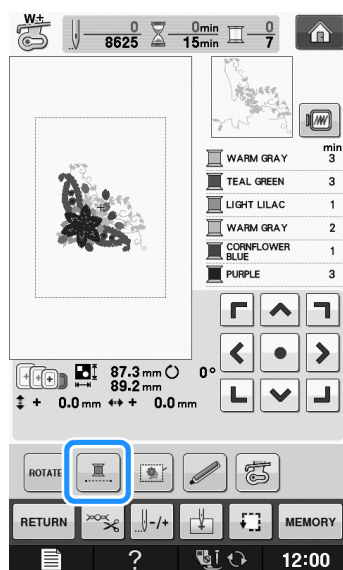 W+
0 0min 0
8625 15min 7
min
WARM GRAY 3
TEAL GREEN 3
LIGHT LILAC 1
WARM GRAY 2
CORNFLOWER BLUE 1
PURPLE 3
87.3 mm 0°
89.2 mm
+ 0.0 mm + 0.0 mm
ROTATE
RETURN -/+ MEMORY
? 12:00